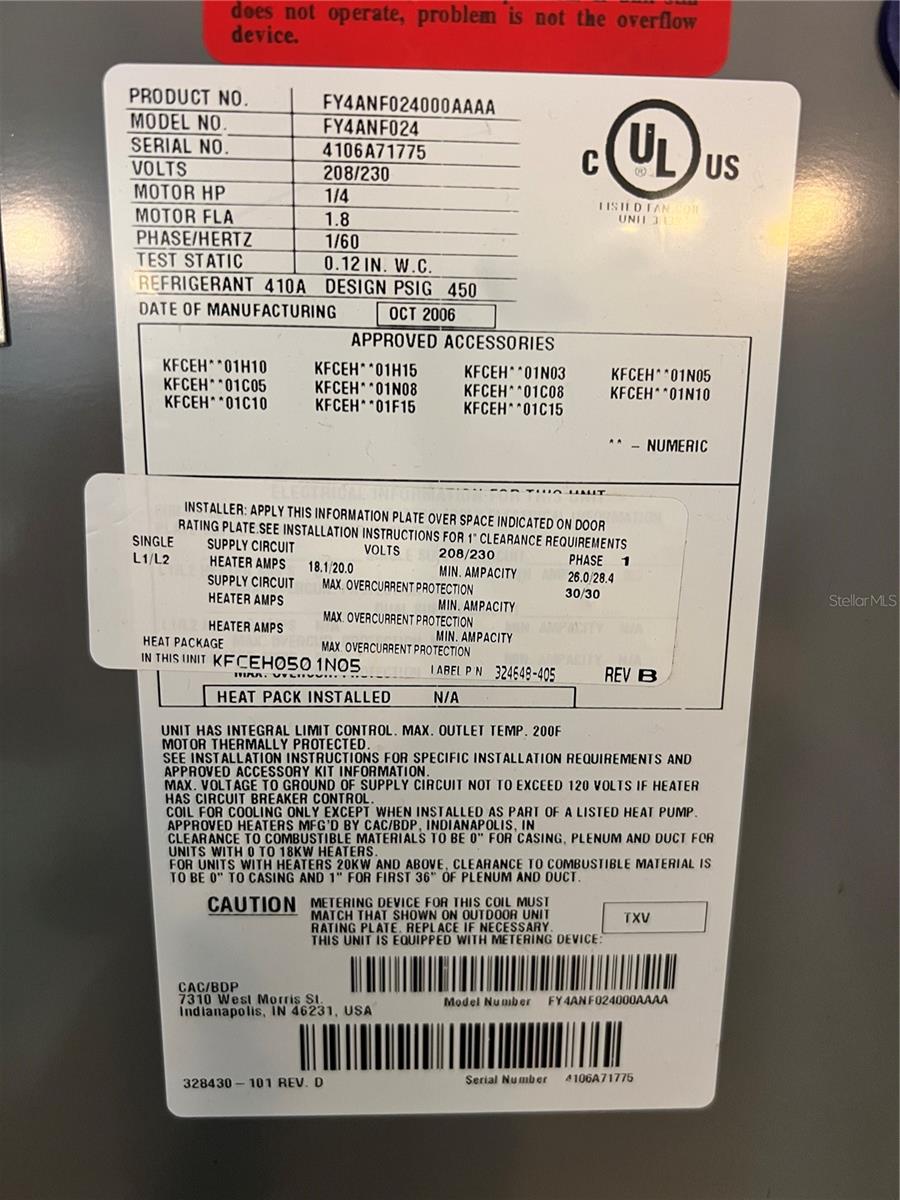 does not operate, problem is not the overflow
device.
PRODUCT NO. FY4ANF024000AAAA
MODEL NO. FY4ANF024
SERIAL NO. 4106A71775
VOLTS 208/230
MOTOR HP 1/4
MOTOR FLA 1.8
PHASE/HERTZ 1/60
TEST STATIC 0.12 IN. W.C.
REFRIGERANT 410A DESIGN PSIG 450
DATE OF MANUFACTURING OCT 2006
C UL ® US
LISTED FAN COIL
UNIT
APPROVED ACCESSORIES
KFCEH**01H10 KFCEH**01H15 KFCEH**01N03 KFCEH**01N05
KFCEH**01C05 KFCEH**01N08 KFCEH**01C08 KFCEH**01N10
KFCEH**01C10 KFCEH**01F15 KFCEH**01C15
** - NUMERIC
ELECTRICAL INFORMATION FOR THIS UNIT
INSTALLER: APPLY THIS INFORMATION PLATE OVER SPACE INDICATED ON DOOR
RATING PLATE.SEE INSTALLATION INSTRUCTIONS FOR 1" CLEARANCE REQUIREMENTS
SINGLE SUPPLY CIRCUIT VOLTS 208/230 PHASE 1
L1/L2 HEATER AMPS 18.1/20.0 MIN. AMPACITY 26.0/28.4
SUPPLY CIRCUIT MAX. OVERCURRENT PROTECTION 30/30
HEATER AMPS MIN. AMPACITY
MAX. OVERCURRENT PROTECTION
HEATER AMPS MIN. AMPACITY
HEAT PACKAGE MAX. OVERCURRENT PROTECTION
IN THIS UNIT KFCEH0501N05 LABEL P N 324648-405 REV B
HEAT PACK INSTALLED N/A
UNIT HAS INTEGRAL LIMIT CONTROL. MAX. OUTLET TEMP. 200F
MOTOR THERMALLY PROTECTED.
SEE INSTALLATION INSTRUCTIONS FOR SPECIFIC INSTALLATION REQUIREMENTS AND
APPROVED ACCESSORY KIT INFORMATION.
MAX. VOLTAGE TO GROUND OF SUPPLY CIRCUIT NOT TO EXCEED 120 VOLTS IF HEATER
HAS CIRCUIT BREAKER CONTROL.
COIL FOR COOLING ONLY EXCEPT WHEN INSTALLED AS PART OF A LISTED HEAT PUMP.
APPROVED HEATERS MFG'D BY CAC/BDP, INDIANAPOLIS, IN
CLEARANCE TO COMBUSTIBLE MATERIALS TO BE 0" FOR CASING, PLENUM AND DUCT FOR
UNITS WITH 0 TO 18KW HEATERS.
FOR UNITS WITH HEATERS 20KW AND ABOVE, CLEARANCE TO COMBUSTIBLE MATERIAL IS
TO BE 0" TO CASING AND 1" FOR FIRST 36" OF PLENUM AND DUCT.
CAUTION METERING DEVICE FOR THIS COIL MUST
MATCH THAT SHOWN ON OUTDOOR UNIT
RATING PLATE. REPLACE IF NECESSARY.
THIS UNIT IS EQUIPPED WITH METERING DEVICE:
TXV
CAC/BDP
7310 West Morris St.
Indianapolis, IN 46231, USA
Model Number FY4ANF024000AAAA
328430-101 REV. D
Serial Number 4106A71775
Stellar MLS